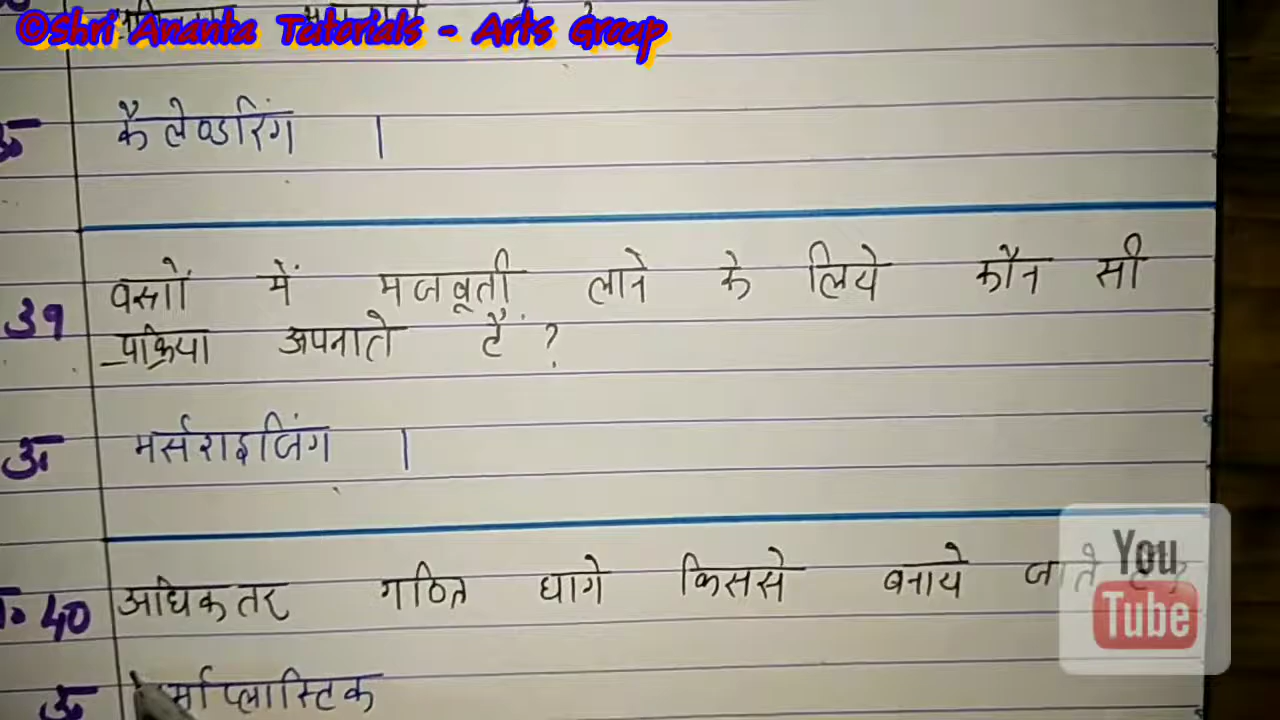 ©Shri Ananta Tutorials - Arts Group
कैलेण्डरिंग ।
39 वस्त्रों में मजबूती लाने के लिये कौन सी
प्रक्रिया अपनाते हैं ?
उ मर्सराइजिंग ।
40 अधिकतर गठित धागे किससे बनाये जाते
उ
You
Tube